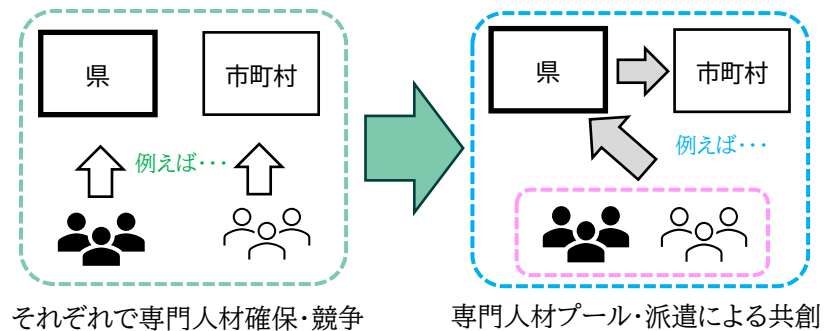 県
市町村
例えば・・・
それぞれで専門人材確保・競争
県
市町村
例えば・・・
専門人材プール・派遣による共創